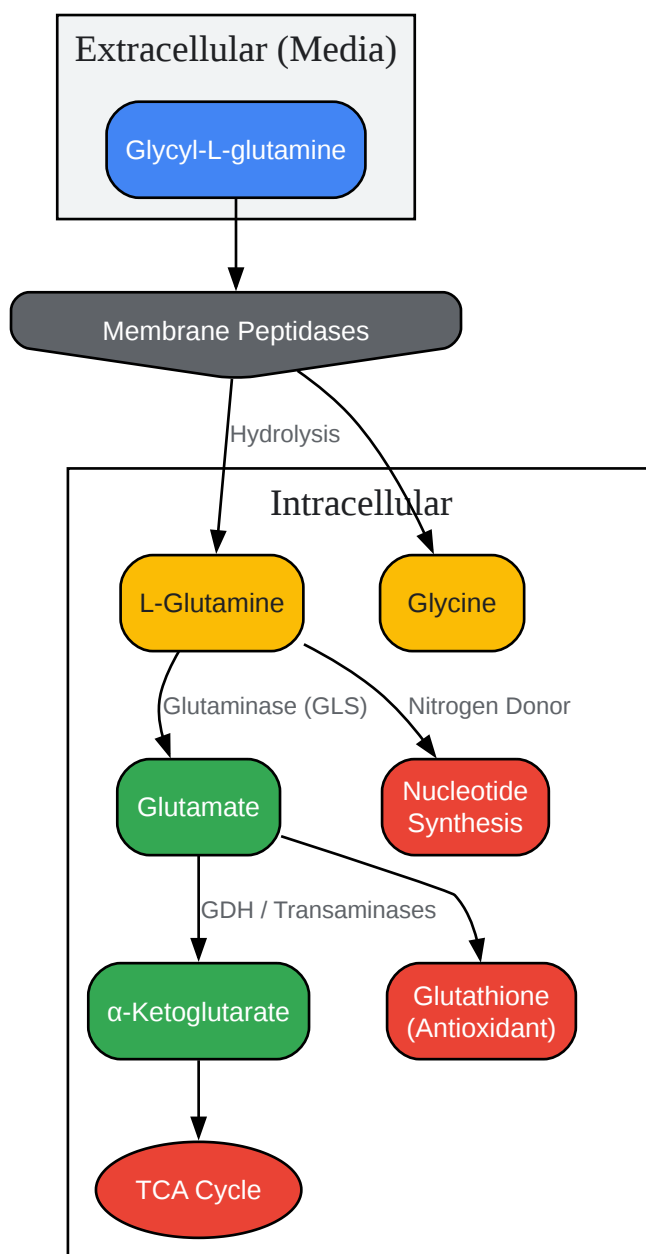 Extracellular (Media)
Glycyl-L-glutamine
Membrane Peptidases
Hydrolysis
Intracellular
L-Glutamine
Glycine
Glutaminase (GLS)
Nitrogen Donor
Glutamate
Nucleotide
Synthesis
GDH / Transaminases
α-Ketoglutarate
Glutathione
(Antioxidant)
TCA Cycle